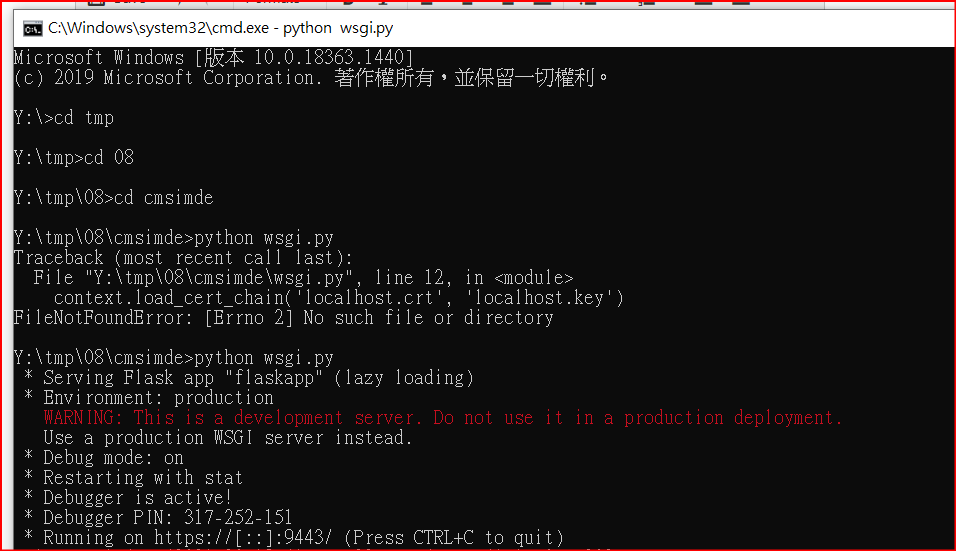 C:\Windows\system32\cmd.exe - python  wsgi.py
Microsoft Windows [版本 10.0.18363.1440]
(c) 2019 Microsoft Corporation. 著作權所有，並保留一切權利。
Y:\>cd tmp
Y:\tmp>cd 08
Y:\tmp\08>cd cmsimde
Y:\tmp\08\cmsimde>python wsgi.py
Traceback (most recent call last):
  File "Y:\tmp\08\cmsimde\wsgi.py", line 12, in <module>
    context.load_cert_chain('localhost.crt', 'localhost.key')
FileNotFoundError: [Errno 2] No such file or directory
Y:\tmp\08\cmsimde>python wsgi.py
 * Serving Flask app "flaskapp" (lazy loading)
 * Environment: production
   WARNING: This is a development server. Do not use it in a production deployment.
   Use a production WSGI server instead.
 * Debug mode: on
 * Restarting with stat
 * Debugger is active!
 * Debugger PIN: 317-252-151
 * Running on https://[::]:9443/ (Press CTRL+C to quit)